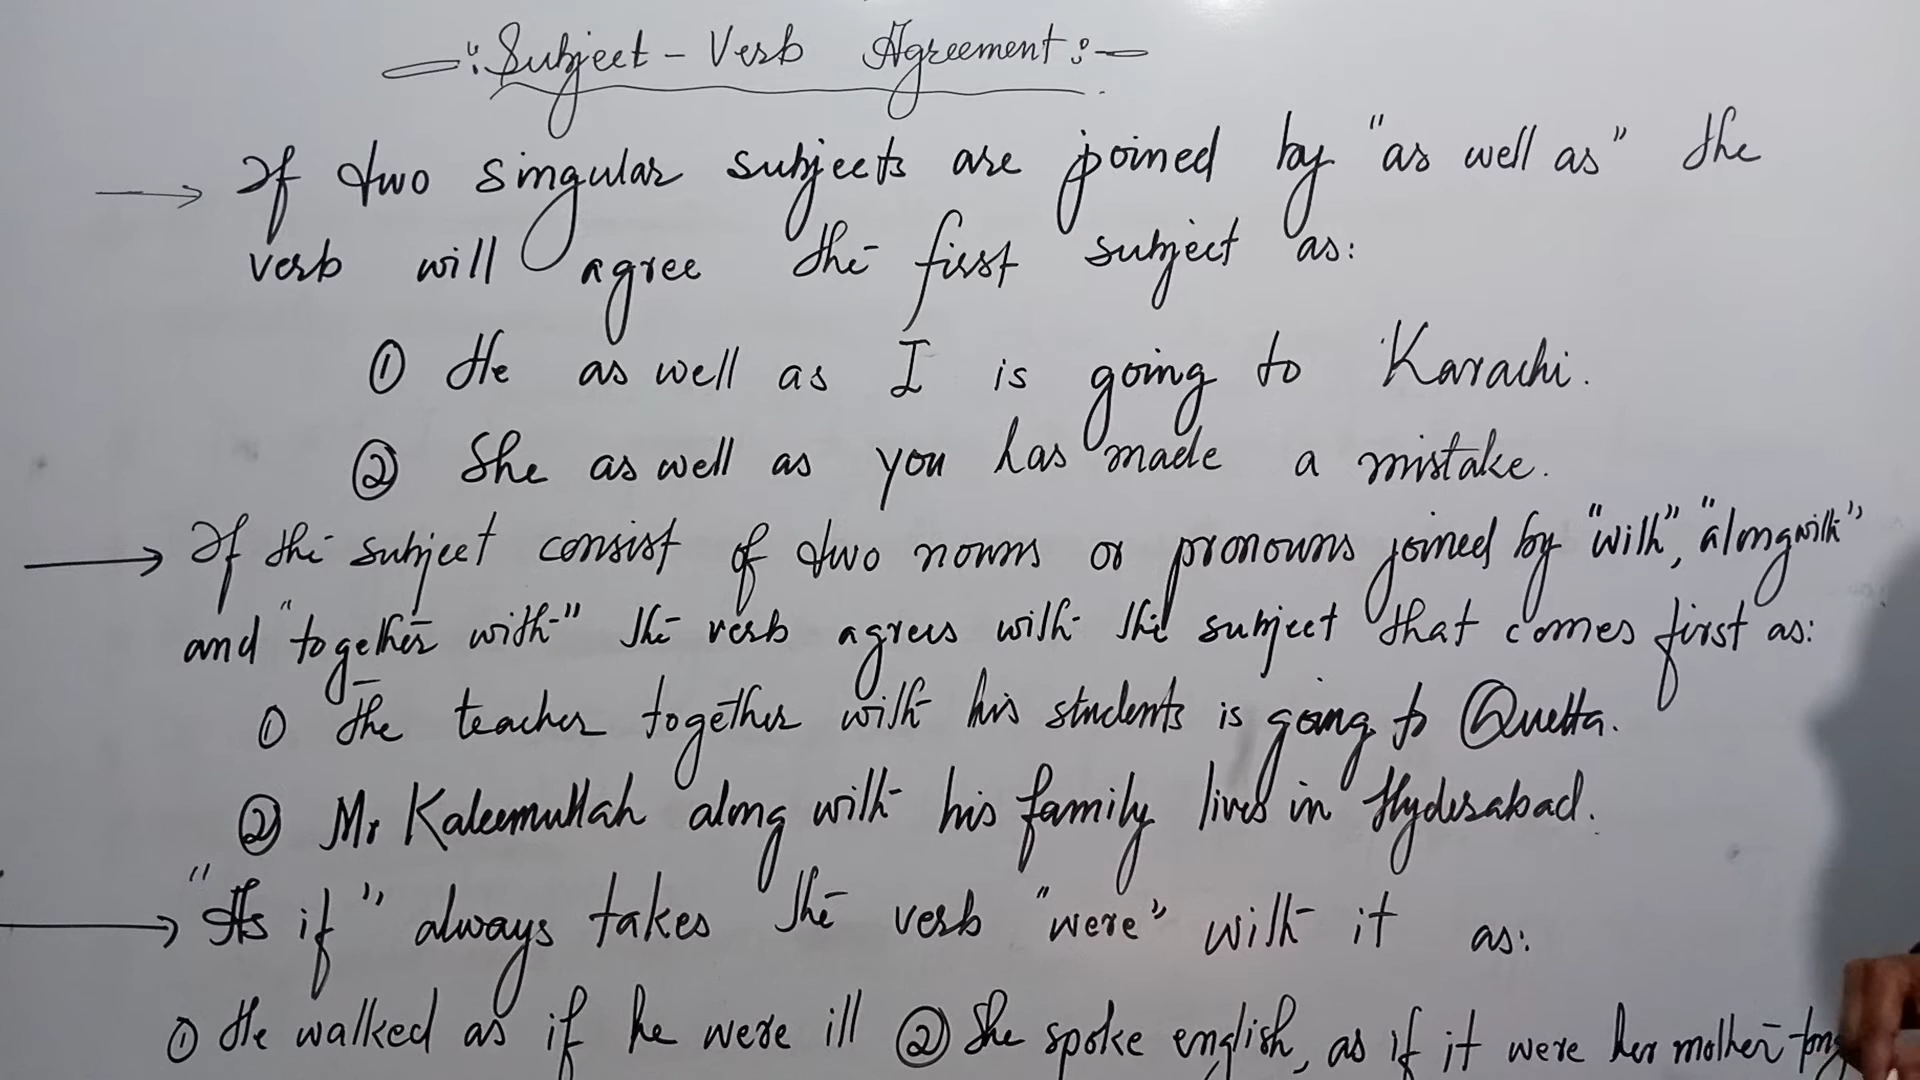 Subject - Verb Agreement :-
If two singular subjects are joined by "as well as" the
verb will agree the first subject as:
① He as well as I is going to Karachi.
② She as well as you has made a mistake.
If the subject consist of two nouns or pronouns joined by "with", "alongwith"
and "together with" the verb agrees with the subject that comes first as:
① The teacher together with his students is going to Quetta.
② Mr Kaleemullah along with his family lives in Hyderabad.
"As if" always takes the verb "were" with it as:
① He walked as if he were ill ② She spoke english, as if it were her mother